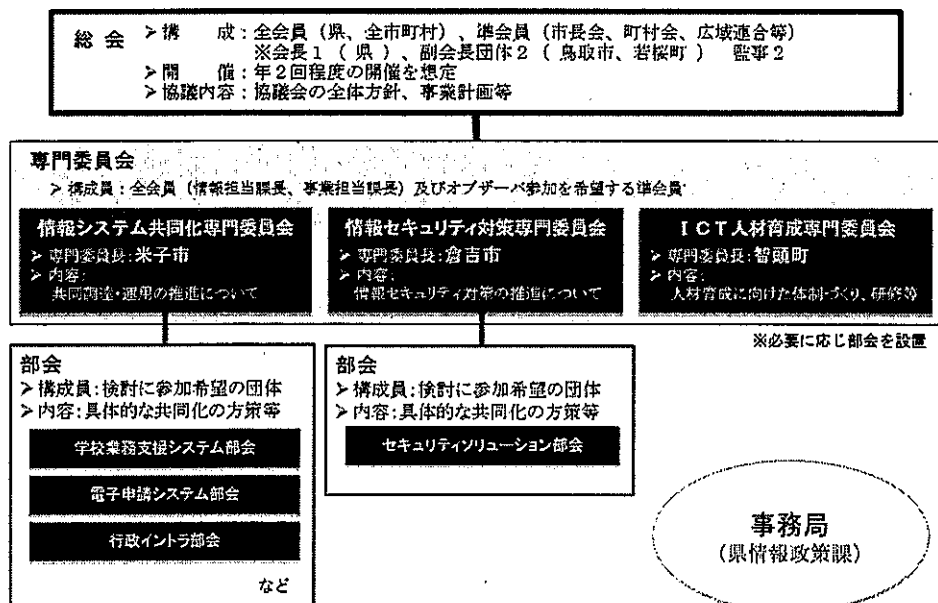 総会
➢構　成：全会員（県、全市町村）、準会員（市長会、町村会、広域連合等）
※会長１（県）、副会長団体２（鳥取市、若桜町）　監事２
➢開　催：年２回程度の開催を想定
➢協議内容：協議会の全体方針、事業計画等
専門委員会
➢構成員：全会員（情報担当課長、事業担当課長）及びオブザーバ参加を希望する準会員
情報システム共同化専門委員会
➢専門委員長：米子市
➢内容：
共同調達・運用の推進について
情報セキュリティ対策専門委員会
➢専門委員長：倉吉市
➢内容：
情報セキュリティ対策の推進について
ＩＣＴ人材育成専門委員会
➢専門委員長：智頭町
➢内容：
人材育成に向けた体制づくり、研修等
※必要に応じ部会を設置
部会
➢構成員：検討に参加希望の団体
➢内容：具体的な共同化の方策等
学校業務支援システム部会
電子申請システム部会
行政イントラ部会
など
部会
➢構成員：検討に参加希望の団体
➢内容：具体的な共同化の方策等
セキュリティソリューション部会
事務局
（県情報政策課）